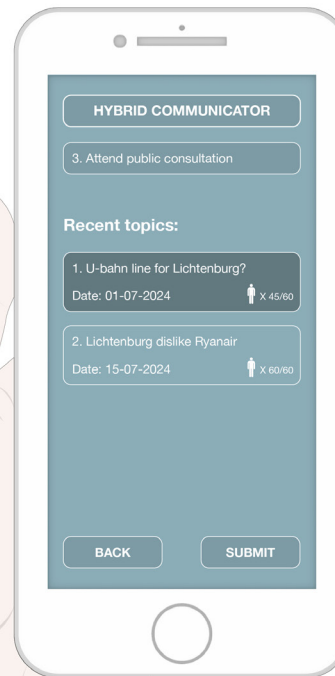 HYBRID COMMUNICATOR
3. Attend public consultation
Recent topics:
1. U-bahn line for Lichtenburg?
Date: 01-07-2024 X 45/60
2. Lichtenburg dislike Ryanair
Date: 15-07-2024 X 60/60
BACK SUBMIT